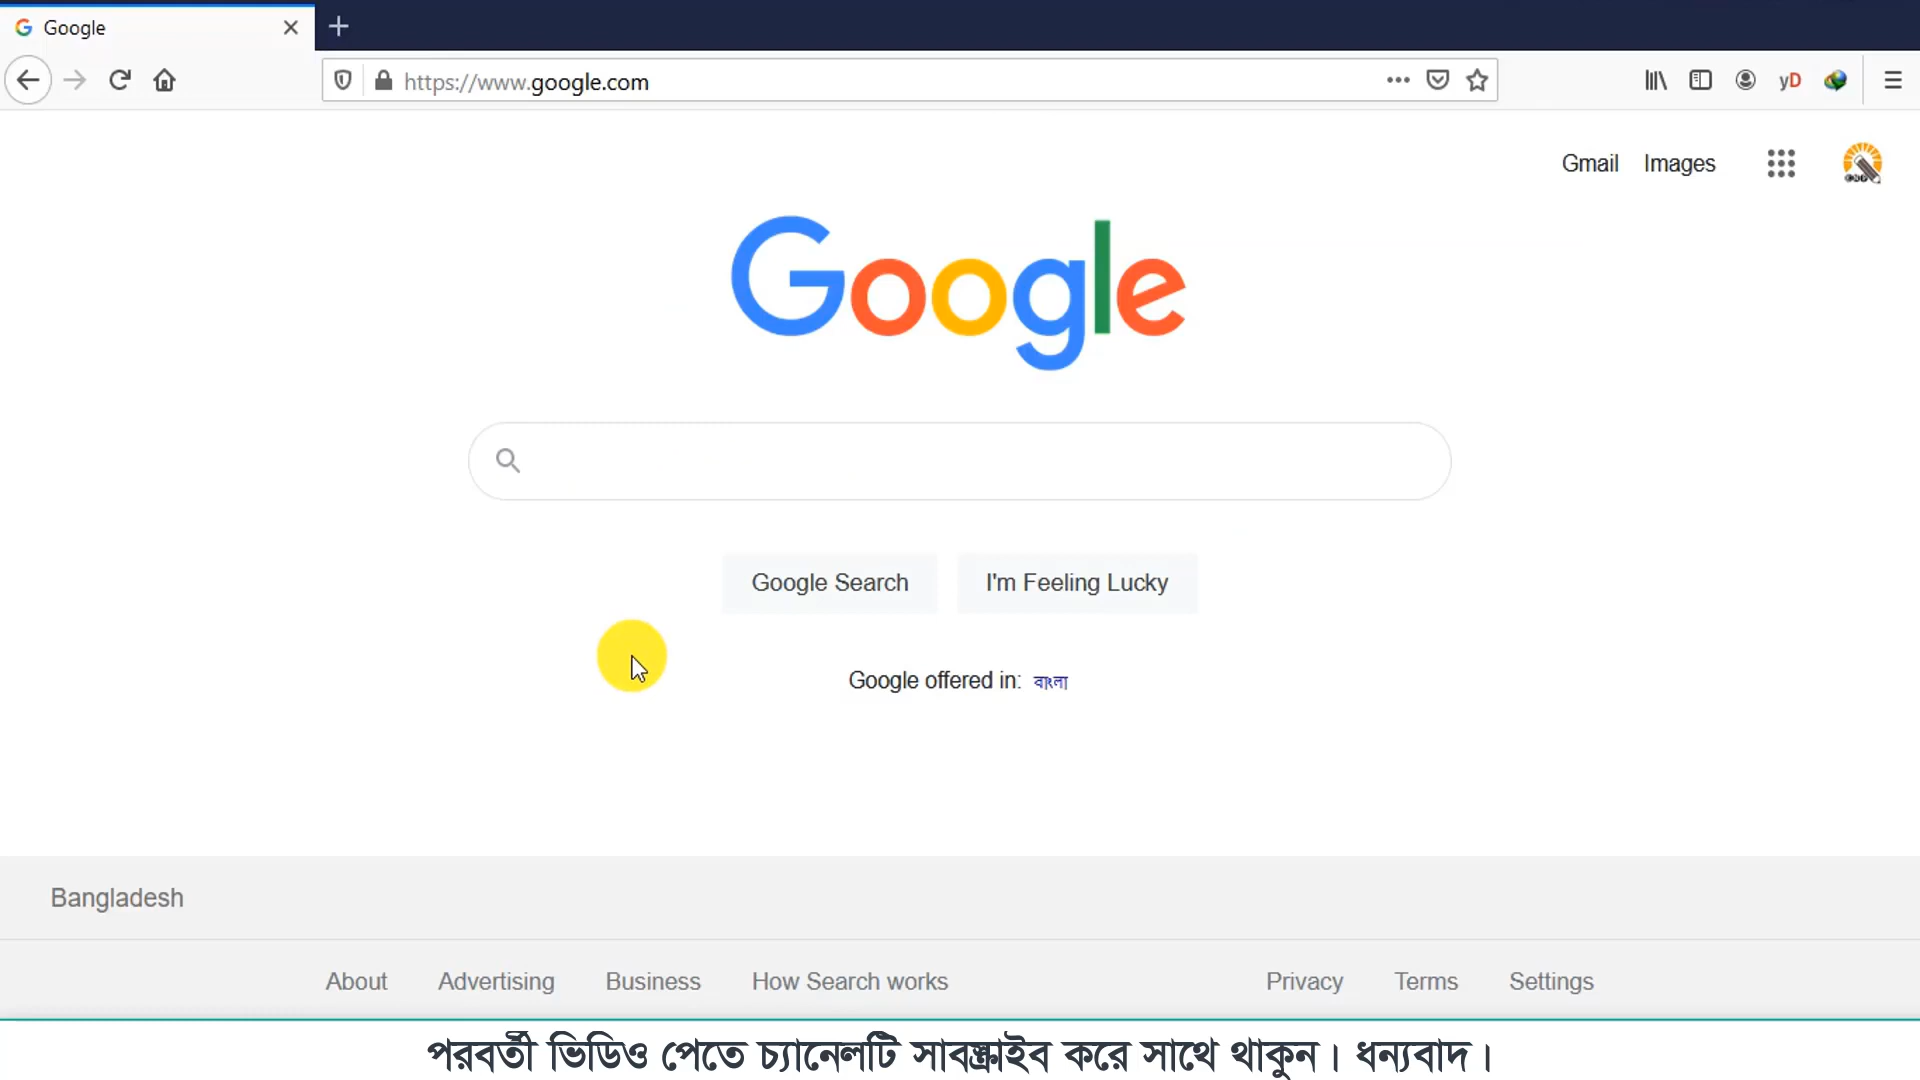 Google
https://www.google.com
yD
Gmail Images
Google
Google Search I'm Feeling Lucky
Google offered in: বাংলা
Bangladesh
About Advertising Business How Search works Privacy Terms Settings
পরবর্তী ভিডিও পেতে চ্যানেলটি সাবস্ক্রাইব করে সাথে থাকুন। ধন্যবাদ।